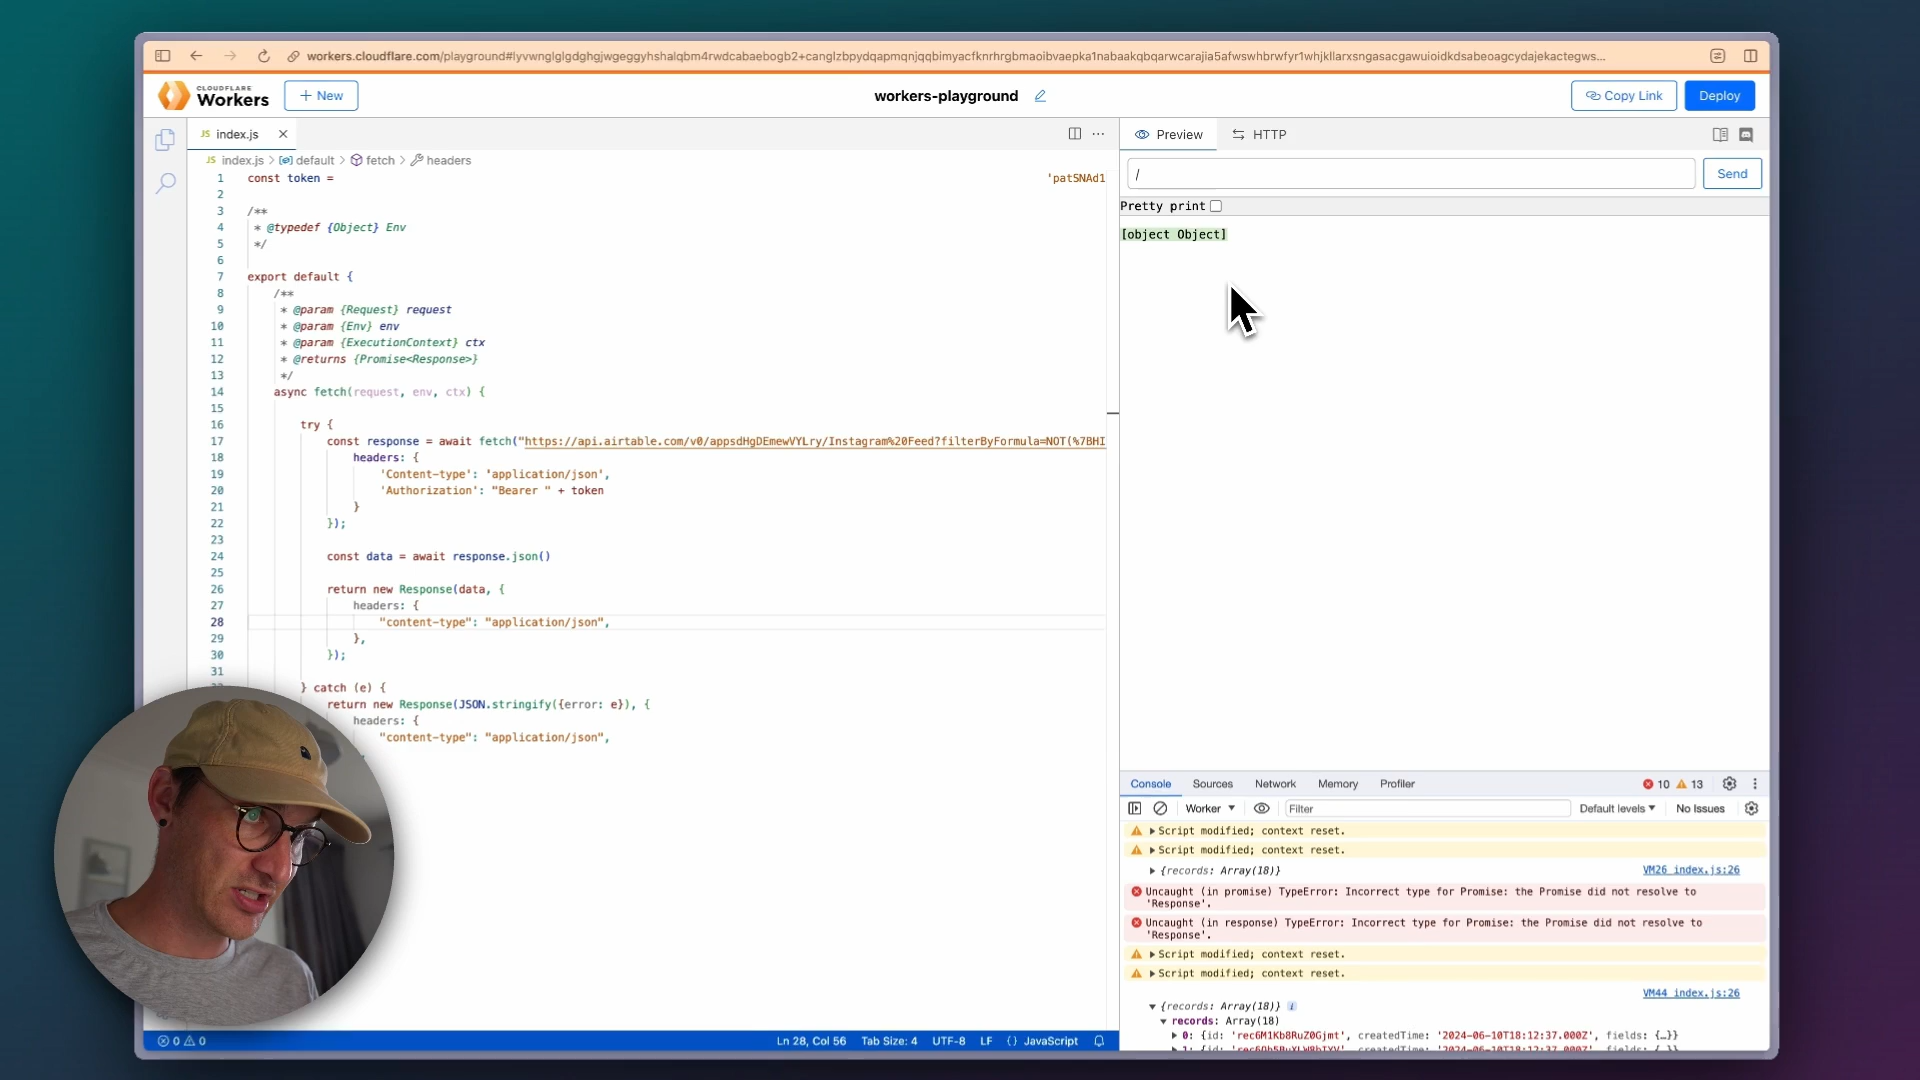 workers.cloudflare.com/playground#lyvwnglglgdghgjwgeggyhshalqbm4rwdcabaebogb2+canglzbpydqapmqnjqqbimyacfknrhrgbmaoibvaepka1nabaakqbqarwcarajia5afwswhbrwfyr1whjkllarxsngasacgawuioidkdsabeoagcydajekactegws...
CLOUDFLARE
Workers
+ New
workers-playground
Copy Link
Deploy
JS index.js
Preview
HTTP
JS index.js > default > fetch > headers
/
Send
Pretty print
[object Object]
1 const token = 'patSNAd1
2
3 /**
4 * @typedef {Object} Env
5 */
6
7 export default {
8 /**
9 * @param {Request} request
10 * @param {Env} env
11 * @param {ExecutionContext} ctx
12 * @returns {Promise<Response>}
13 */
14 async fetch(request, env, ctx) {
15
16 try {
17 const response = await fetch("https://api.airtable.com/v0/appsdHgDEmewVYLry/Instagram%20Feed?filterByFormula=NOT(%7BHI
18 headers: {
19 'Content-type': 'application/json',
20 'Authorization': "Bearer " + token
21 }
22 });
23
24 const data = await response.json()
25
26 return new Response(data, {
27 headers: {
28 "content-type": "application/json",
29 },
30 });
31
} catch (e) {
return new Response(JSON.stringify({error: e}), {
headers: {
"content-type": "application/json",
Console Sources Network Memory Profiler 10 13
Worker Filter Default levels No Issues
Script modified; context reset.
Script modified; context reset.
{records: Array(18)} VM26 index.js:26
Uncaught (in promise) TypeError: Incorrect type for Promise: the Promise did not resolve to
'Response'.
Uncaught (in response) TypeError: Incorrect type for Promise: the Promise did not resolve to
'Response'.
Script modified; context reset.
Script modified; context reset.
VM44 index.js:26
{records: Array(18)} i
records: Array(18)
0: {id: 'rec6M1Kb8RuZ0Gjmt', createdTime: '2024-06-10T18:12:37.000Z', fields: {…}}
0 0
Ln 28, Col 56 Tab Size: 4 UTF-8 LF {} JavaScript